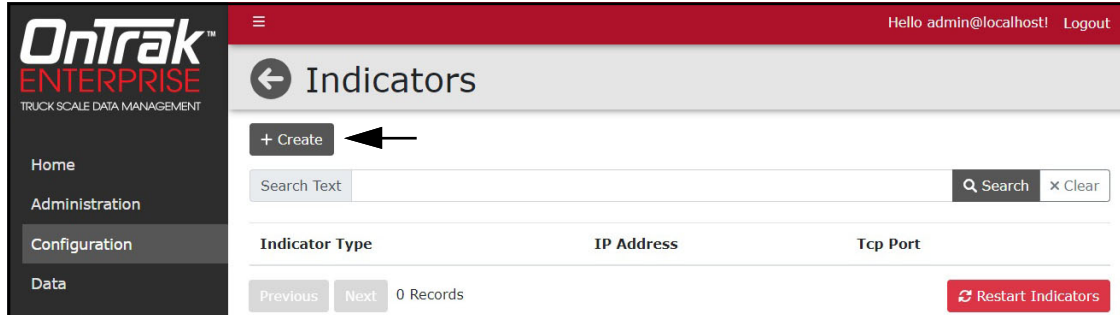 OnTrak™
ENTERPRISE
TRUCK SCALE DATA MANAGEMENT
Home
Administration
Configuration
Data
Hello admin@localhost! Logout
Indicators
+ Create
Search Text Search × Clear
Indicator Type IP Address Tcp Port
Previous Next 0 Records Restart Indicators